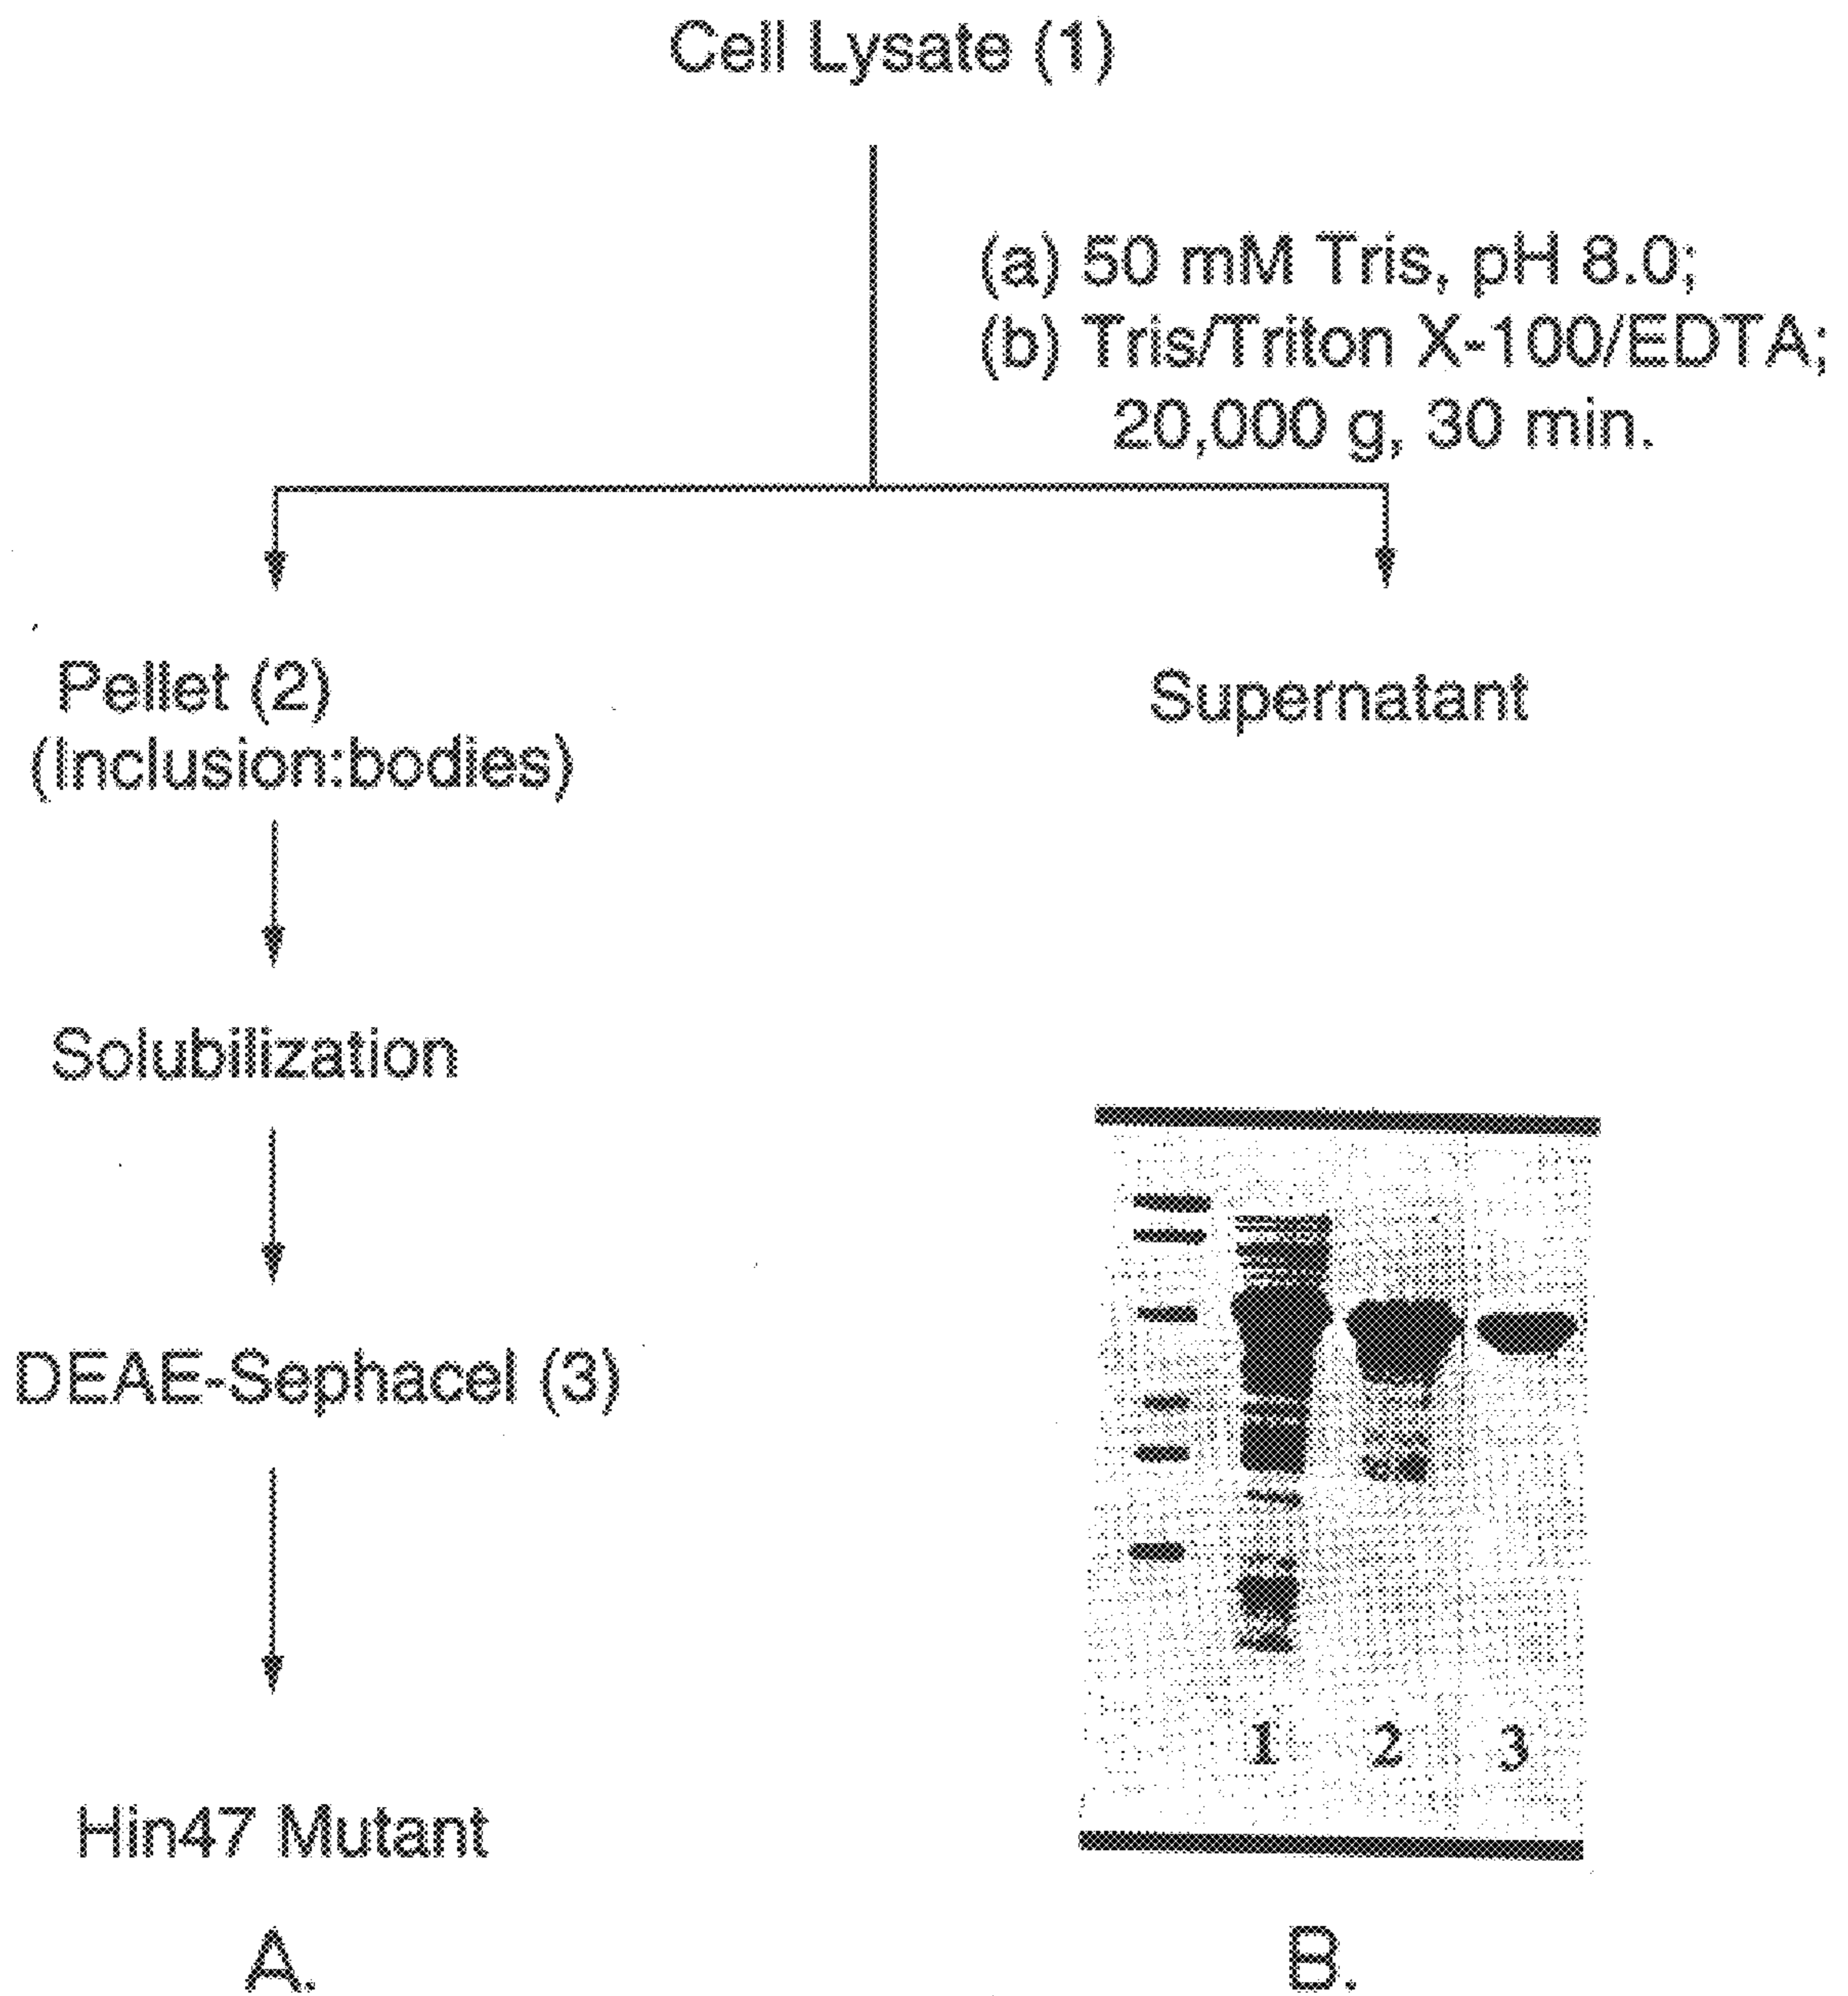 Cell Lysate (1)
(a) 50 mM Tris, pH 8.0;
(b) Tris/Triton X-100/EDTA;
20,000 g, 30 min.
Pellet (2)
(Inclusion:bodies)
Supernatant
Solubilization
DEAE-Sephacel (3)
Hin47 Mutant
1 2 3
A.
B.